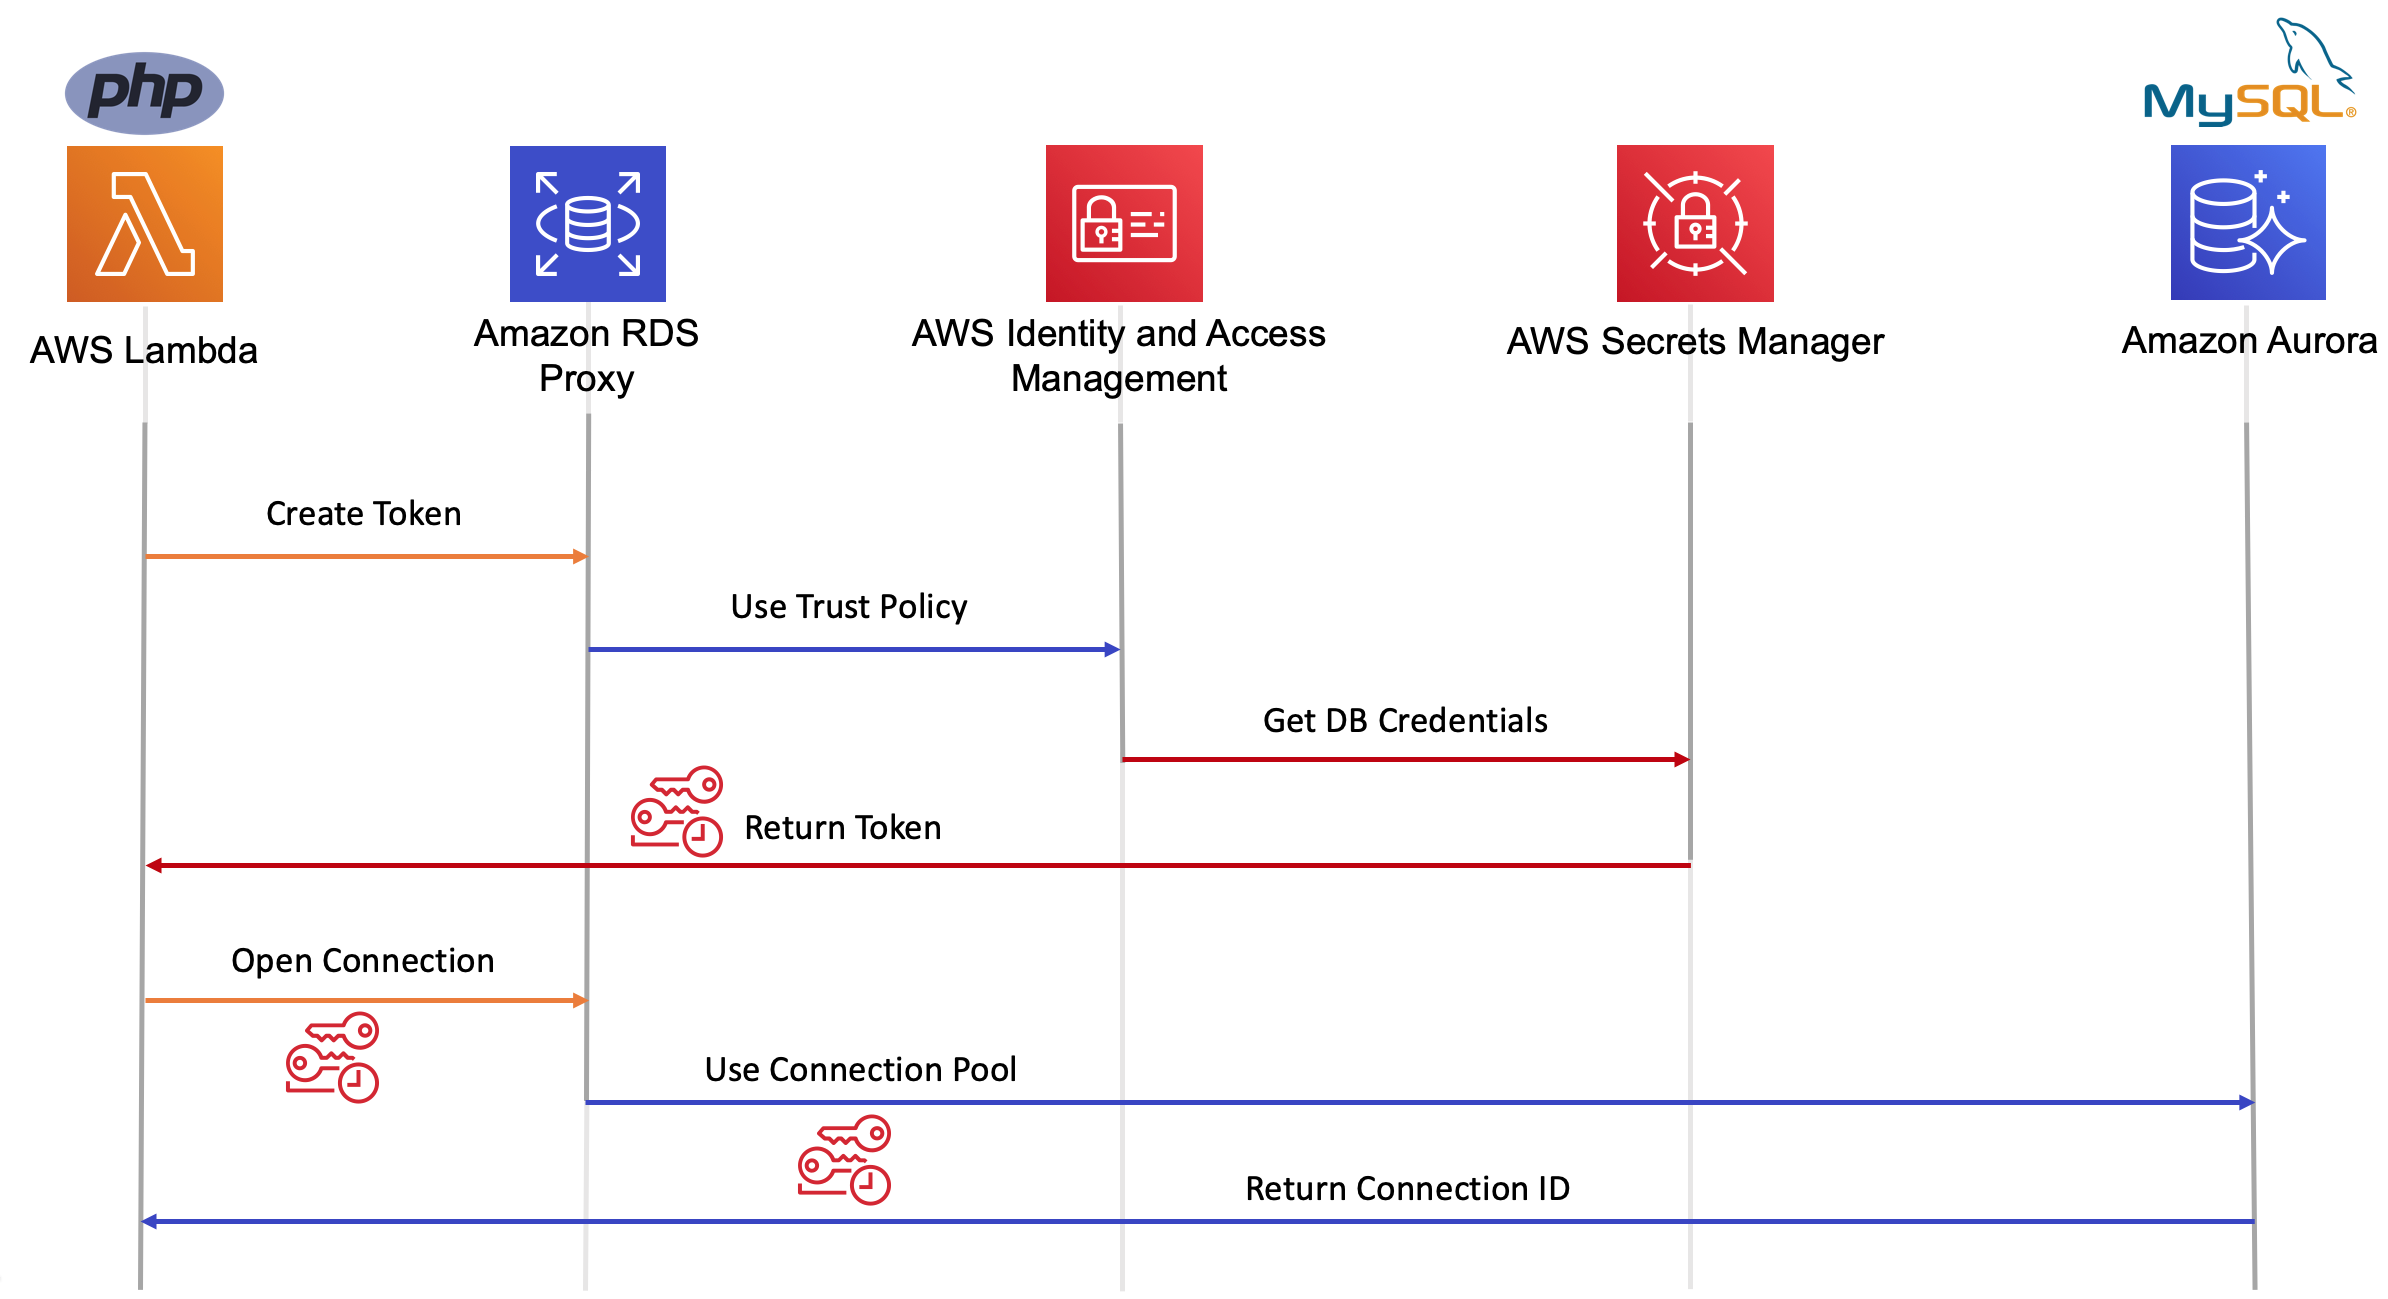 php
MySQL®
AWS Lambda
Amazon RDS
Proxy
AWS Identity and Access
Management
AWS Secrets Manager
Amazon Aurora
Create Token
Use Trust Policy
Get DB Credentials
Return Token
Open Connection
Use Connection Pool
Return Connection ID